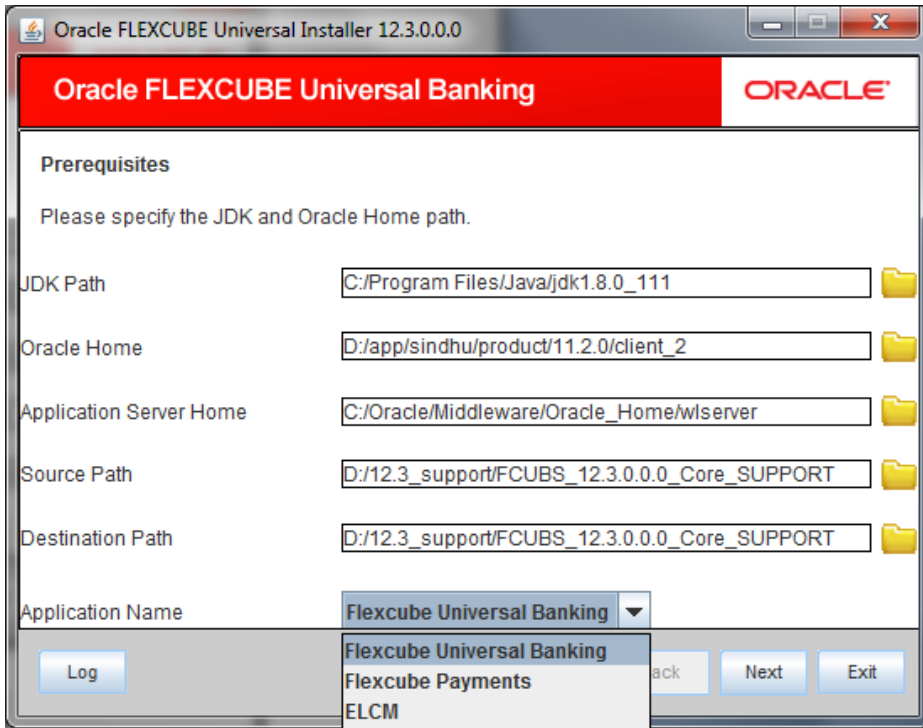 Oracle FLEXCUBE Universal Installer 12.3.0.0.0
Oracle FLEXCUBE Universal Banking
ORACLE
Prerequisites
Please specify the JDK and Oracle Home path.
JDK Path
C:/Program Files/Java/jdk1.8.0_111
Oracle Home
D:/app/sindhu/product/11.2.0/client_2
Application Server Home
C:/Oracle/Middleware/Oracle_Home/wlserver
Source Path
D:/12.3_support/FCUBS_12.3.0.0.0_Core_SUPPORT
Destination Path
D:/12.3_support/FCUBS_12.3.0.0.0_Core_SUPPORT
Application Name
Flexcube Universal Banking
Flexcube Universal Banking
Flexcube Payments
ELCM
Log
ack
Next
Exit